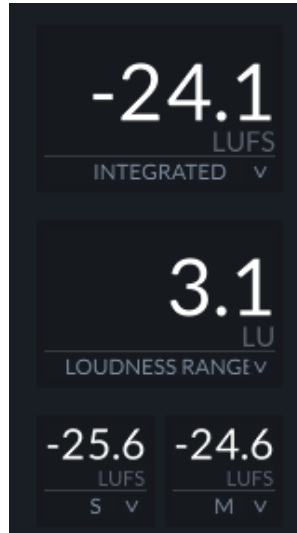 -24.1
LUFS
INTEGRATED ∨
3.1
LU
LOUDNESS RANGE ∨
-25.6 -24.6
LUFS LUFS
S ∨ M ∨